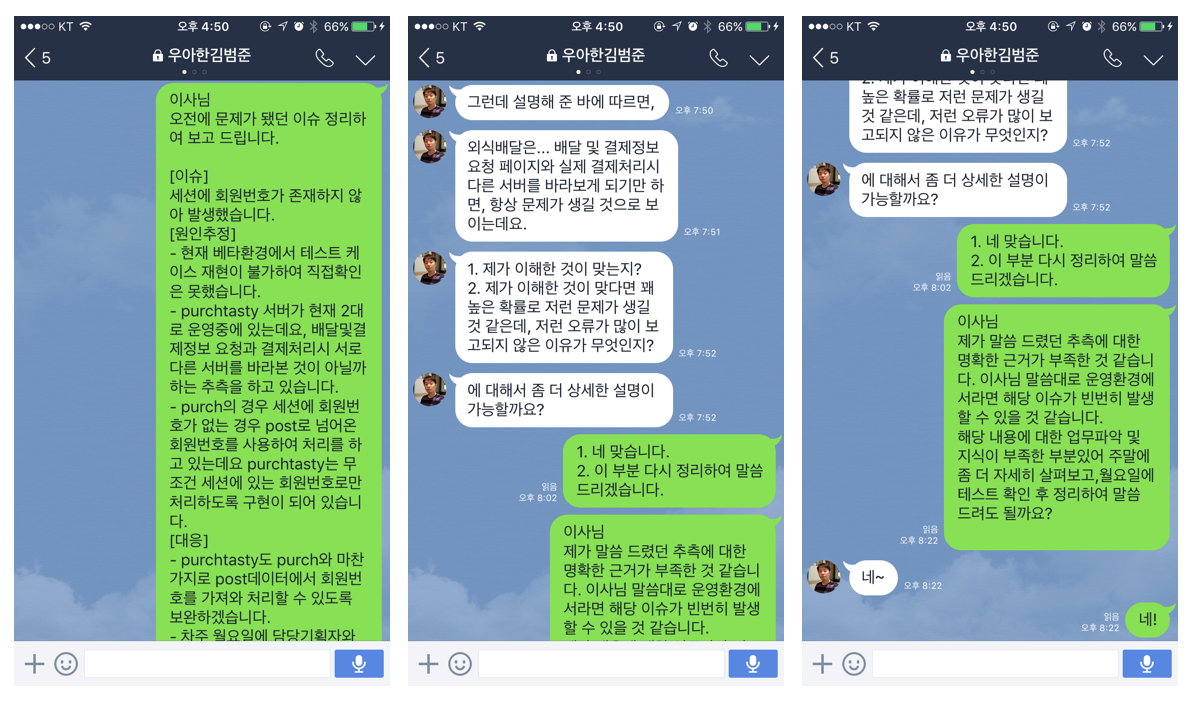 KT 오후 4:50 66%
5 우아한김범준
이사님
오전에 문제가 됐던 이슈 정리하
여 보고 드립니다.
[이슈]
세션에 회원번호가 존재하지 않
아 발생했습니다.
[원인추정]
- 현재 베타환경에서 테스트 케
이스 재현이 불가하여 직접확인
은 못했습니다.
- purchtasty 서버가 현재 2대
로 운영중에 있는데요, 배달및결
제정보 요청과 결제처리시 서로
다른 서버를 바라본 것이 아닐까
하는 추측을 하고 있습니다.
- purch의 경우 세션에 회원번
호가 없는 경우 post로 넘어온
회원번호를 사용하여 처리를 하
고 있는데요 purchtasty는 무
조건 세션에 있는 회원번호로만
처리하도록 구현이 되어 있습니
다.
[대응]
- purchtasty도 purch와 마찬
가지로 post데이터에서 회원번
호를 가져와 처리할 수 있도록
보완하겠습니다.
- 차주 월요일에 담당기획자와
KT 오후 4:50 66%
5 우아한김범준
그런데 설명해 준 바에 따르면,
오후 7:50
외식배달은... 배달 및 결제정보
요청 페이지와 실제 결제처리시
다른 서버를 바라보게 되기만 하
면, 항상 문제가 생길 것으로 보
이는데요.
오후 7:51
1. 제가 이해한 것이 맞는지?
2. 제가 이해한 것이 맞다면 꽤
높은 확률로 저런 문제가 생길
것 같은데, 저런 오류가 많이 보
고되지 않은 이유가 무엇인지?
오후 7:52
에 대해서 좀 더 상세한 설명이
가능할까요?
오후 7:52
1. 네 맞습니다.
2. 이 부분 다시 정리하여 말씀
드리겠습니다.
읽음
오후 8:02
이사님
제가 말씀 드렸던 추측에 대한
명확한 근거가 부족한 것 같습니
다. 이사님 말씀대로 운영환경에
서라면 해당 이슈가 빈번히 발생
할 수 있을 것 같습니다.
KT 오후 4:50 66%
5 우아한김범준
높은 확률로 저런 문제가 생길
것 같은데, 저런 오류가 많이 보
고되지 않은 이유가 무엇인지?
오후 7:52
에 대해서 좀 더 상세한 설명이
가능할까요?
오후 7:52
1. 네 맞습니다.
2. 이 부분 다시 정리하여 말씀
드리겠습니다.
읽음
오후 8:02
이사님
제가 말씀 드렸던 추측에 대한
명확한 근거가 부족한 것 같습니
다. 이사님 말씀대로 운영환경에
서라면 해당 이슈가 빈번히 발생
할 수 있을 것 같습니다.
해당 내용에 대한 업무파악 및
지식이 부족한 부분있어 주말에
좀 더 자세히 살펴보고,월요일에
테스트 확인 후 정리하여 말씀
드려도 될까요?
읽음
오후 8:22
네~
오후 8:22
읽음
오후 8:22
네!